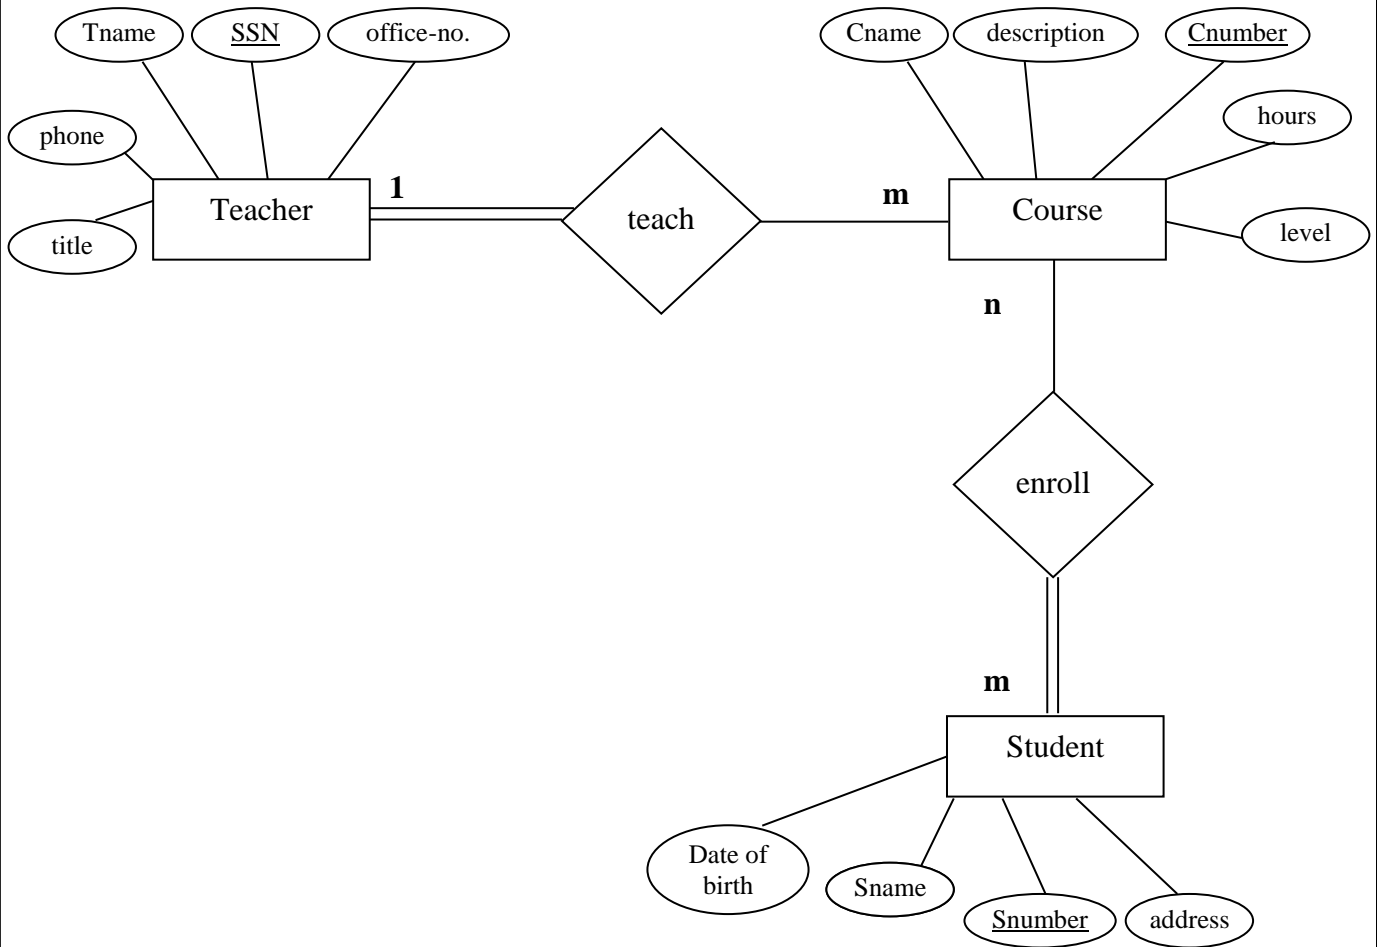 Tname
SSN
office-no.
Cname
description
Cnumber
phone
hours
1
m
Teacher
teach
Course
title
level
n
enroll
m
Student
Date of
birth
Sname
Snumber
address